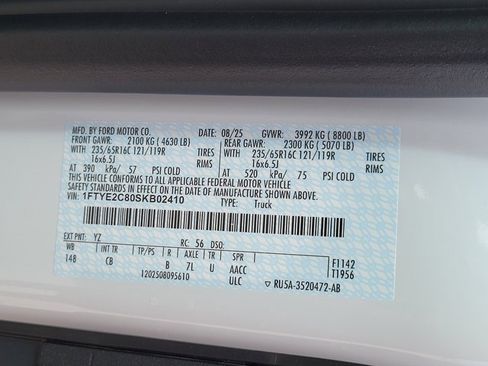 MFD. BY FORD MOTOR CO. 08/25 GVWR: 3992 KG ( 8800 LB)
FRONT GAWR: 2100 KG ( 4630 LB) REAR GAWR: 2300 KG ( 5070 LB)
WITH 235/65R16C 121/119R TIRES WITH 235/65R16C 121/119R TIRES
16x6.5J RIMS 16x6.5J RIMS
AT 390 kPa/ 57 PSI COLD AT 520 kPa/ 75 PSI COLD
THIS VEHICLE CONFORMS TO ALL APPLICABLE FEDERAL MOTOR VEHICLE
SAFETY STANDARDS IN EFFECT ON THE DATE OF MANUFACTURE SHOWN ABOVE.
VIN: 1FTYE2C80SKB02410 TYPE: Truck
EXT PNT: YZ RC: 56 DSO:
WB INT TR TP/PS R AXLE TR SPR F1142
148 CB B 7L U AACC T1956
1202508095610 ULC RU5A-3520472-AB